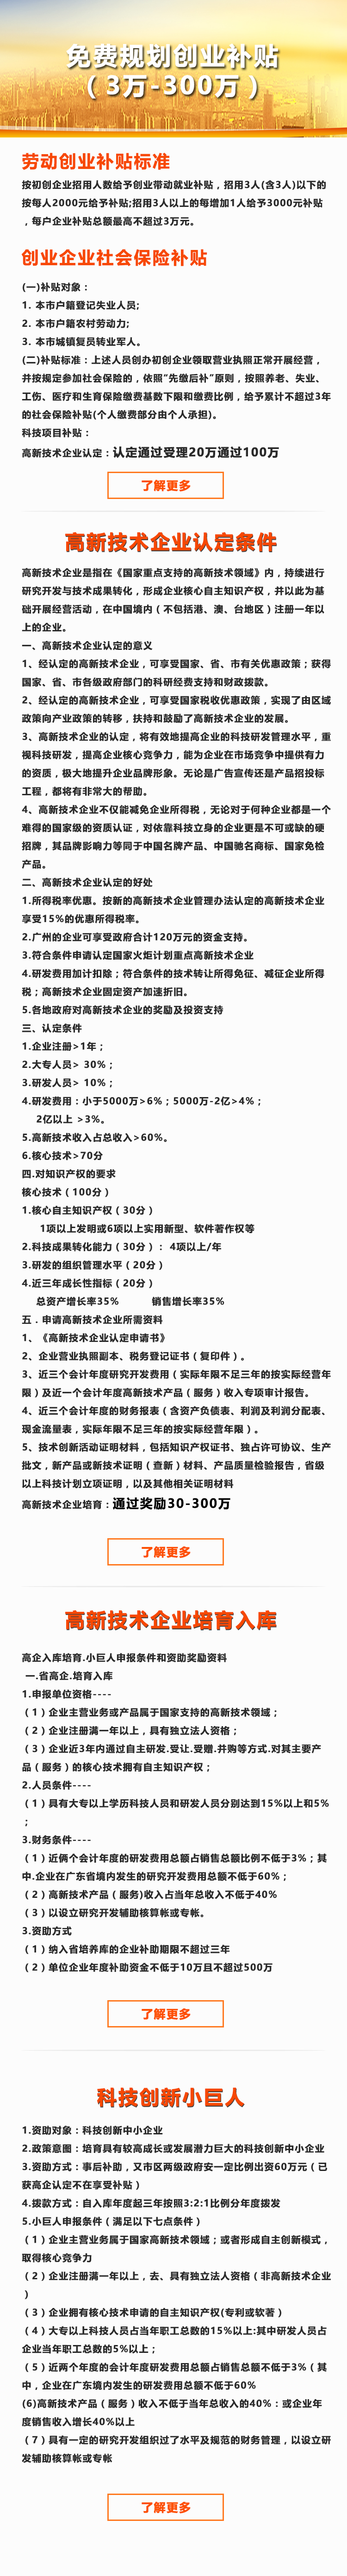 免费规划创业补贴
（3万-300万）
劳动创业补贴标准
按初创企业招用人数给予创业带动就业补贴，招用3人(含3人)以下的
按每人2000元给予补贴;招用3人以上的每增加1人给予3000元补贴
，每户企业补贴总额最高不超过3万元。
创业企业社会保险补贴
(一)补贴对象：
1. 本市户籍登记失业人员;
2. 本市户籍农村劳动力;
3. 本市城镇复员转业军人。
(二)补贴标准：上述人员创办初创企业领取营业执照正常开展经营，
并按规定参加社会保险的，依照“先缴后补”原则，按照养老、失业、
工伤、医疗和生育保险缴费基数下限和缴费比例，给予累计不超过3年
的社会保险补贴(个人缴费部分由个人承担)。
科技项目补贴：
高新技术企业认定：认定通过受理20万通过100万
了解更多
高新技术企业认定条件
高新技术企业是指在《国家重点支持的高新技术领域》内，持续进行
研究开发与技术成果转化，形成企业核心自主知识产权，并以此为基
础开展经营活动，在中国境内（不包括港、澳、台地区）注册一年以
上的企业。
一、高新技术企业认定的意义
1、经认定的高新技术企业，可享受国家、省、市有关优惠政策；获得
国家、省、市各级政府部门的科研经费支持和财政拨款。
2、经认定的高新技术企业，可享受国家税收优惠政策，实现了由区域
政策向产业政策的转移，扶持和鼓励了高新技术企业的发展。
3、高新技术企业的认定，将有效地提高企业的科技研发管理水平，重
视科技研发，提高企业核心竞争力，能为企业在市场竞争中提供有力
的资质，极大地提升企业品牌形象。无论是广告宣传还是产品招投标
工程，都将有非常大的帮助。
4、高新技术企业不仅能减免企业所得税，无论对于何种企业都是一个
难得的国家级的资质认证，对依靠科技立身的企业更是不可或缺的硬
招牌，其品牌影响力等同于中国名牌产品、中国驰名商标、国家免检
产品。
二、高新技术企业认定的好处
1.所得税率优惠。按新的高新技术企业管理办法认定的高新技术企业
享受15%的优惠所得税率。
2.广州的企业可享受政府合计120万元的资金支持。
3.符合条件申请认定国家火炬计划重点高新技术企业
4.研发费用加计扣除；符合条件的技术转让所得免征、减征企业所得
税；高新技术企业固定资产加速折旧。
5.各地政府对高新技术企业的奖励及投资支持
三、认定条件
1.企业注册>1年；
2.大专人员> 30%；
3.研发人员> 10%；
4.研发费用：小于5000万>6%；5000万-2亿>4%；
2亿以上 >3%。
5.高新技术收入占总收入>60%。
6.核心技术>70分
四.对知识产权的要求
核心技术（100分）
1.核心自主知识产权（30分）
1项以上发明或6项以上实用新型、软件著作权等
2.科技成果转化能力（30分）： 4项以上/年
3.研发的组织管理水平（20分）
4.近三年成长性指标（20分）
总资产增长率35% 销售增长率35%
五．申请高新技术企业所需资料
1、《高新技术企业认定申请书》
2、企业营业执照副本、税务登记证书（复印件）。
3、近三个会计年度研究开发费用（实际年限不足三年的按实际经营年
限）及近一个会计年度高新技术产品（服务）收入专项审计报告。
4、近三个会计年度的财务报表（含资产负债表、利润及利润分配表、
现金流量表，实际年限不足三年的按实际经营年限）。
5、技术创新活动证明材料，包括知识产权证书、独占许可协议、生产
批文，新产品或新技术证明（查新）材料、产品质量检验报告，省级
以上科技计划立项证明，以及其他相关证明材料
高新技术企业培育：通过奖励30-300万
了解更多
高新技术企业培育入库
高企入库培育.小巨人申报条件和资助奖励资料
一.省高企.培育入库
1.申报单位资格----
（1）企业主营业务或产品属于国家支持的高新技术领域；
（2）企业注册满一年以上，具有独立法人资格；
（3）企业近3年内通过自主研发.受让.受赠.并购等方式.对其主要产
品（服务）的核心技术拥有自主知识产权；
2.人员条件----
（1）具有大专以上学历科技人员和研发人员分别达到15%以上和5%
；
3.财务条件----
（1）近俩个会计年度的研发费用总额占销售总额比例不低于3%；其
中.企业在广东省境内发生的研究开发费用总额不低于60%；
（2）高新技术产品（服务)收入占当年总收入不低于40%
（3）以设立研究开发辅助核算帐或专帐。
3.资助方式
（1）纳入省培养库的企业补助期限不超过三年
（2）单位企业年度补助资金不低于10万且不超过500万
了解更多
科技创新小巨人
1.资助对象：科技创新中小企业
2.政策意图：培育具有较高成长或发展潜力巨大的科技创新中小企业
3.资助方式：事后补助，又市区两级政府安一定比例出资60万元（已
获高企认定不在享受补贴）
4.拨款方式：自入库年度起三年按照3:2:1比例分年度拨发
5.小巨人申报条件（满足以下七点条件）
（1）企业主营业务属于国家高新技术领域；或者形成自主创新模式，
取得核心竞争力
（2）企业注册满一年以上，去、具有独立法人资格（非高新技术企业
）
（3）企业拥有核心技术申请的自主知识产权(专利或软著）
（4）大专以上科技人员占当年职工总数的15%以上:其中研发人员占
企业当年职工总数的5%以上；
（5）近两个年度的会计年度研发费用总额占销售总额不低于3%（其
中，企业在广东境内发生的研发费用总额不低于60%
(6)高新技术产品（服务）收入不低于当年总收入的40%：或企业年
度销售收入增长40%以上
（7）具有一定的研究开发组织过了水平及规范的财务管理，以设立研
发辅助核算帐或专帐
了解更多